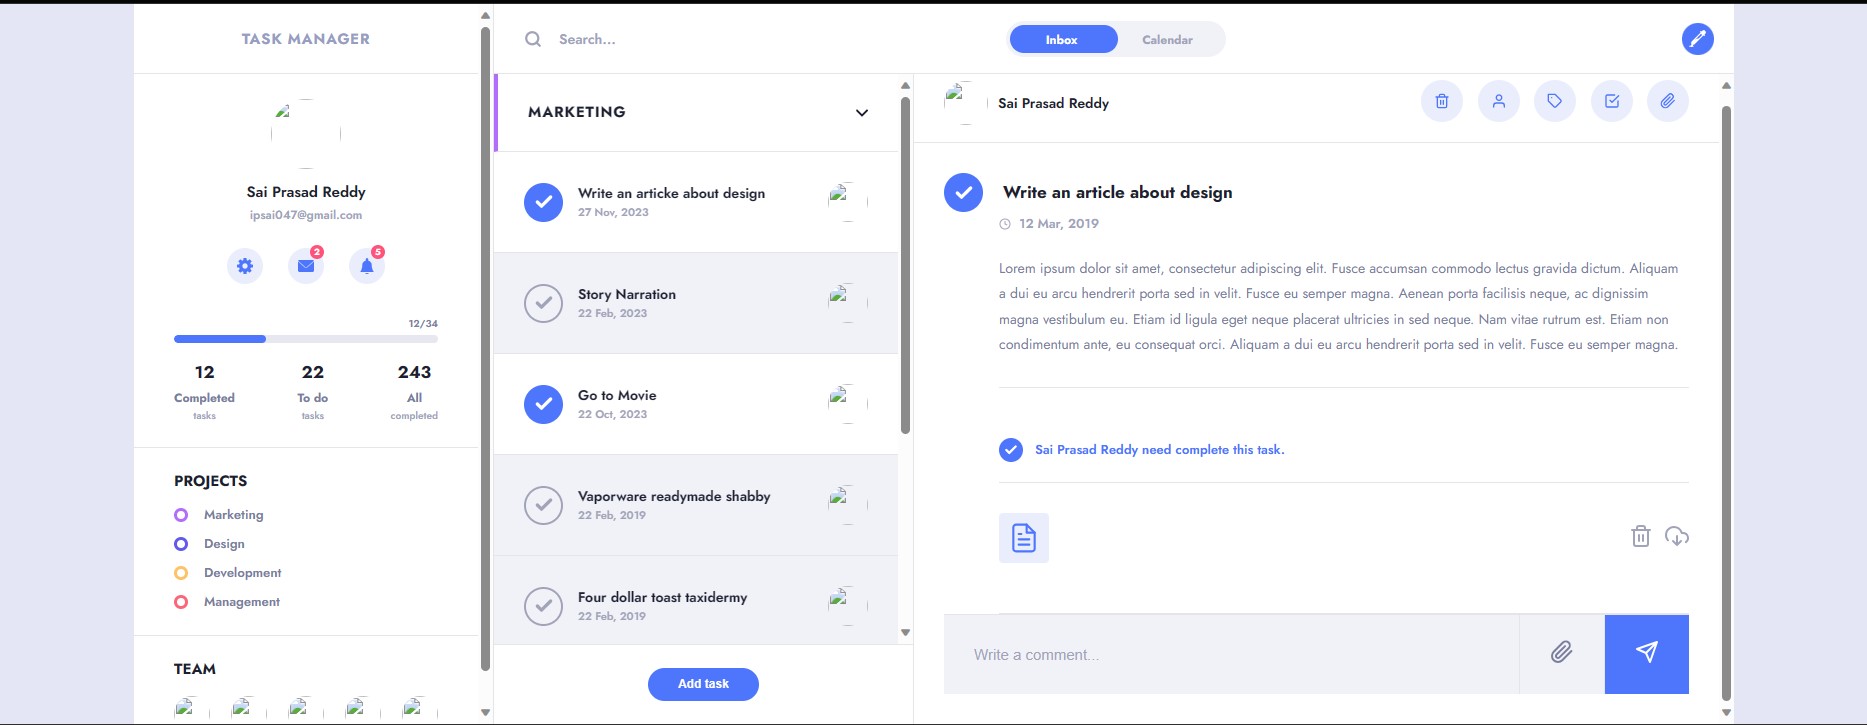 TASK MANAGER
Search...
Inbox
Calendar
Sai Prasad Reddy
ipsai047@gmail.com
2
5
12/34
12
22
243
Completed
To do
All
tasks
tasks
completed
PROJECTS
Marketing
Design
Development
Management
TEAM
MARKETING
Write an articke about design
27 Nov, 2023
Story Narration
22 Feb, 2023
Go to Movie
22 Oct, 2023
Vaporware readymade shabby
22 Feb, 2019
Four dollar toast taxidermy
22 Feb, 2019
Add task
Sai Prasad Reddy
Write an article about design
12 Mar, 2019
Lorem ipsum dolor sit amet, consectetur adipiscing elit. Fusce accumsan commodo lectus gravida dictum. Aliquam
a dui eu arcu hendrerit porta sed in velit. Fusce eu semper magna. Aenean porta facilisis neque, ac dignissim
magna vestibulum eu. Etiam id ligula eget neque placerat ultricies in sed neque. Nam vitae rutrum est. Etiam non
condimentum ante, eu consequat orci. Aliquam a dui eu arcu hendrerit porta sed in velit. Fusce eu semper magna.
Sai Prasad Reddy need complete this task.
Write a comment...